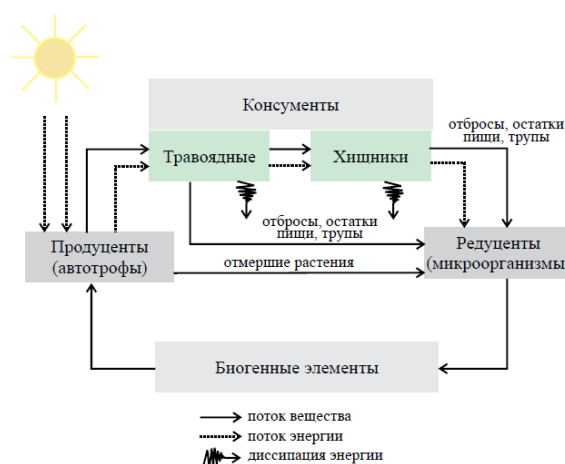 Консументы
отбросы, остатки
пищи, трупы
Травоядные
Хишники
отбросы, остатки
пищи, трупы
Продуценты
(автотрофы)
отмершие растения
Редуценты
(микроорганизмы
Биогенные элементы
поток вещества
поток энергии
диссипация энергии